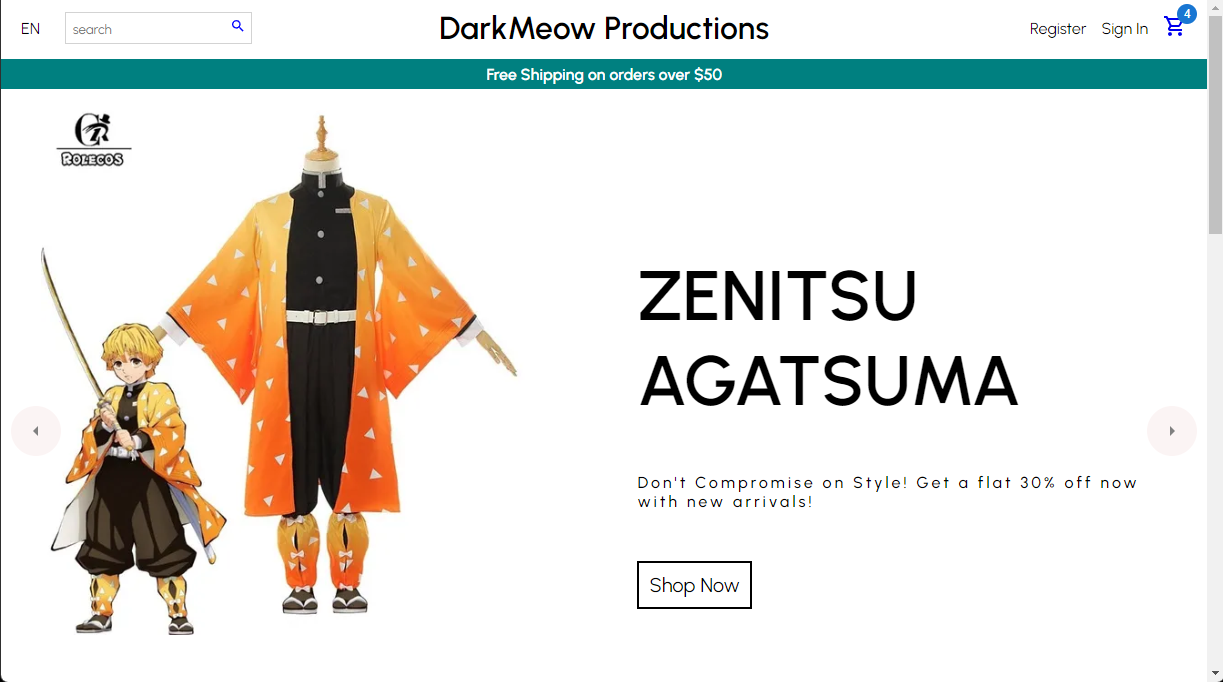 EN
search
DarkMeow Productions
Register
Sign In
4
Free Shipping on orders over $50
CR
ROLECOS
ZENITSU
AGATSUMA
Don't Compromise on Style! Get a flat 30% off now
with new arrivals!
Shop Now